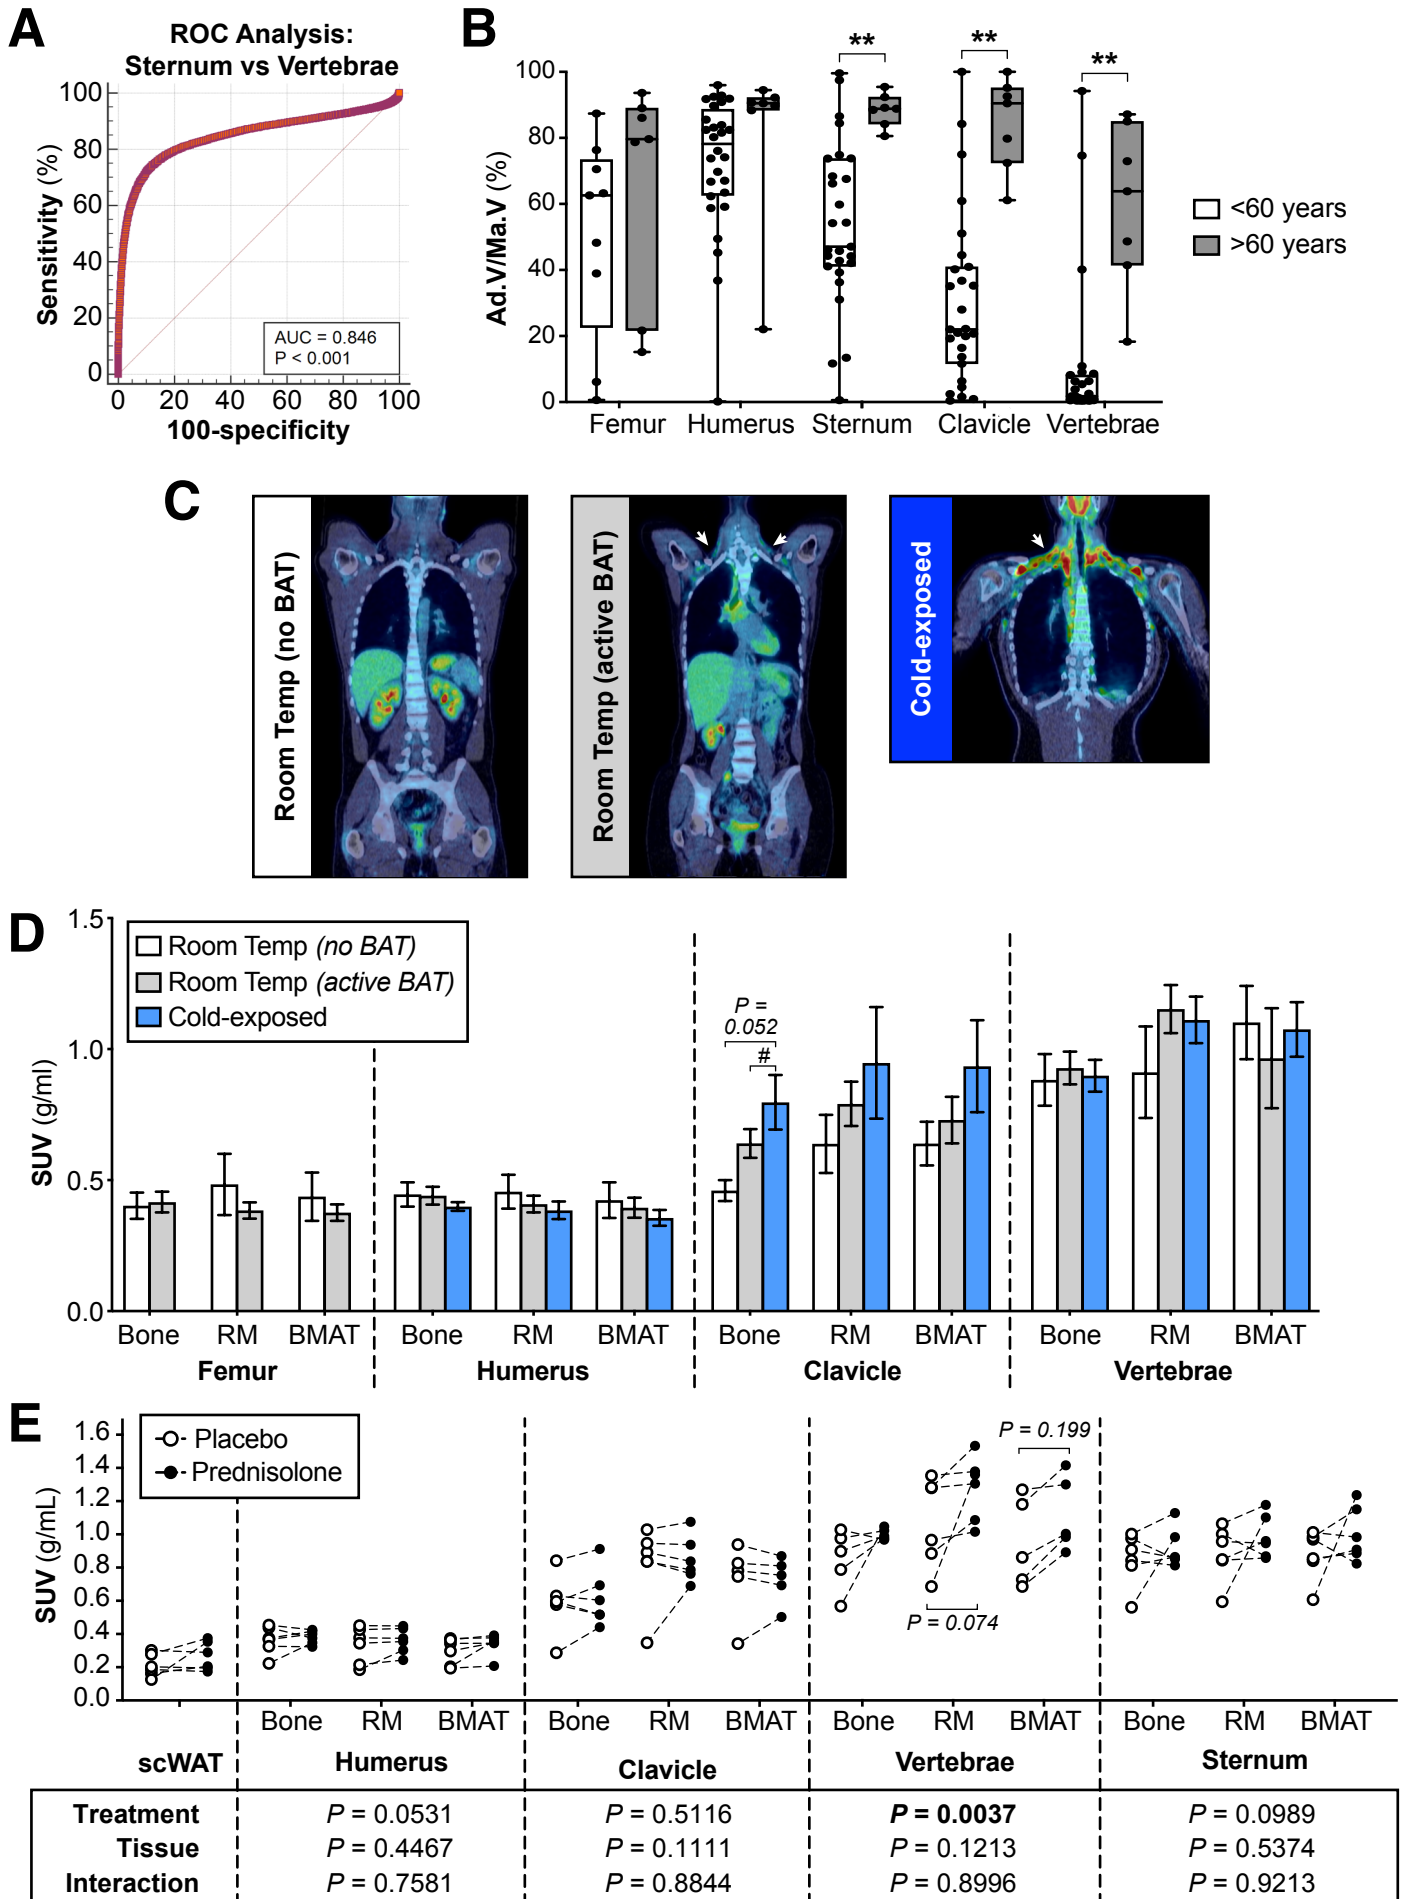 A
ROC Analysis:
Sternum vs Vertebrae
Sensitivity (%)
100
80
60
40
20
0
AUC = 0.846
P < 0.001
0 20 40 60 80 100
100-specificity
B
Ad.V/Ma.V (%)
100
80
60
40
20
0
** ** **
Femur Humerus Sternum Clavicle Vertebrae
<60 years
>60 years
C
Room Temp (no BAT)
Room Temp (active BAT)
Cold-exposed
D
SUV (g/ml)
1.5
1.0
0.5
0.0
Room Temp (no BAT)
Room Temp (active BAT)
Cold-exposed
P =
0.052
#
Bone RM BMAT Bone RM BMAT Bone RM BMAT Bone RM BMAT
Femur Humerus Clavicle Vertebrae
E
SUV (g/mL)
1.6
1.4
1.2
1.0
0.8
0.6
0.4
0.2
0.0
Placebo
Prednisolone
P = 0.199
P = 0.074
Bone RM BMAT Bone RM BMAT Bone RM BMAT Bone RM BMAT
scWAT Humerus Clavicle Vertebrae Sternum
Treatment P = 0.0531 P = 0.5116 P = 0.0037 P = 0.0989
Tissue P = 0.4467 P = 0.1111 P = 0.1213 P = 0.5374
Interaction P = 0.7581 P = 0.8844 P = 0.8996 P = 0.9213